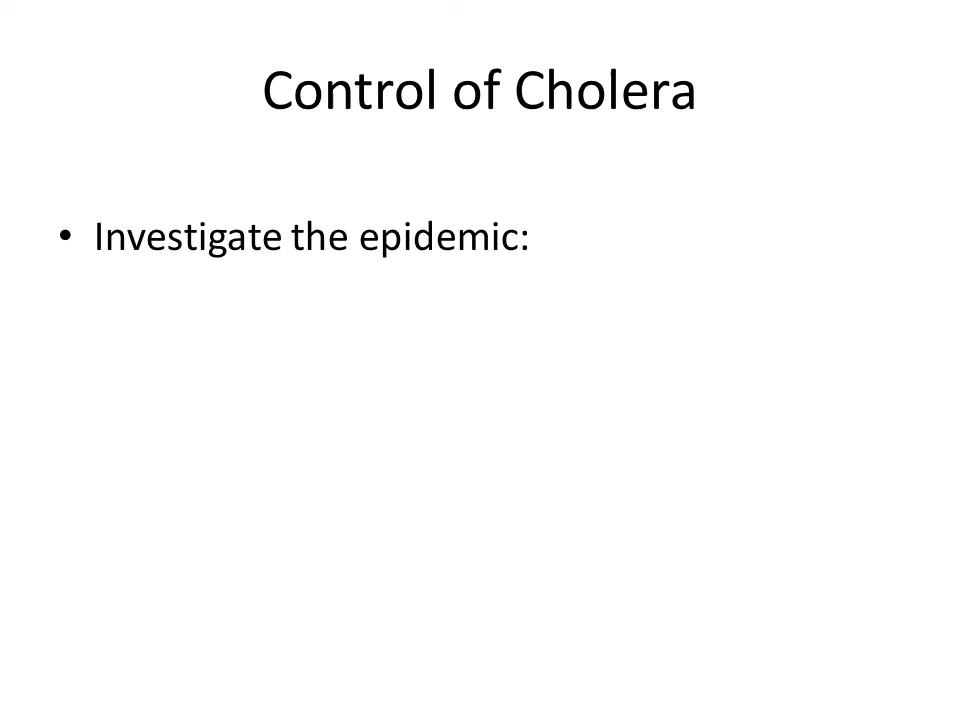 Control of Cholera
• Investigate the epidemic: